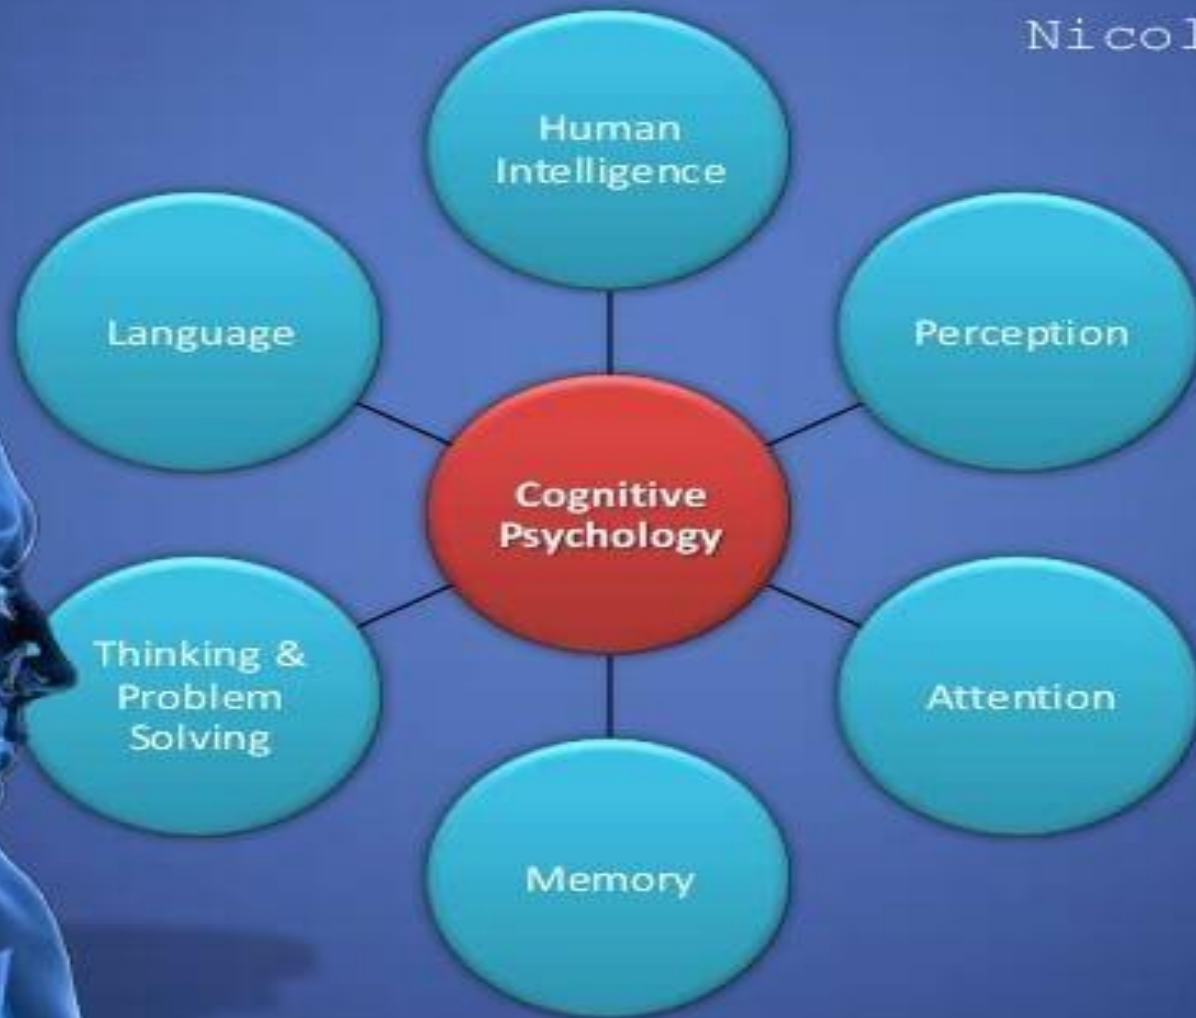 Nicol
Human
Intelligence
Perception
Attention
Memory
Thinking &
Problem
Solving
Language
Cognitive
Psychology